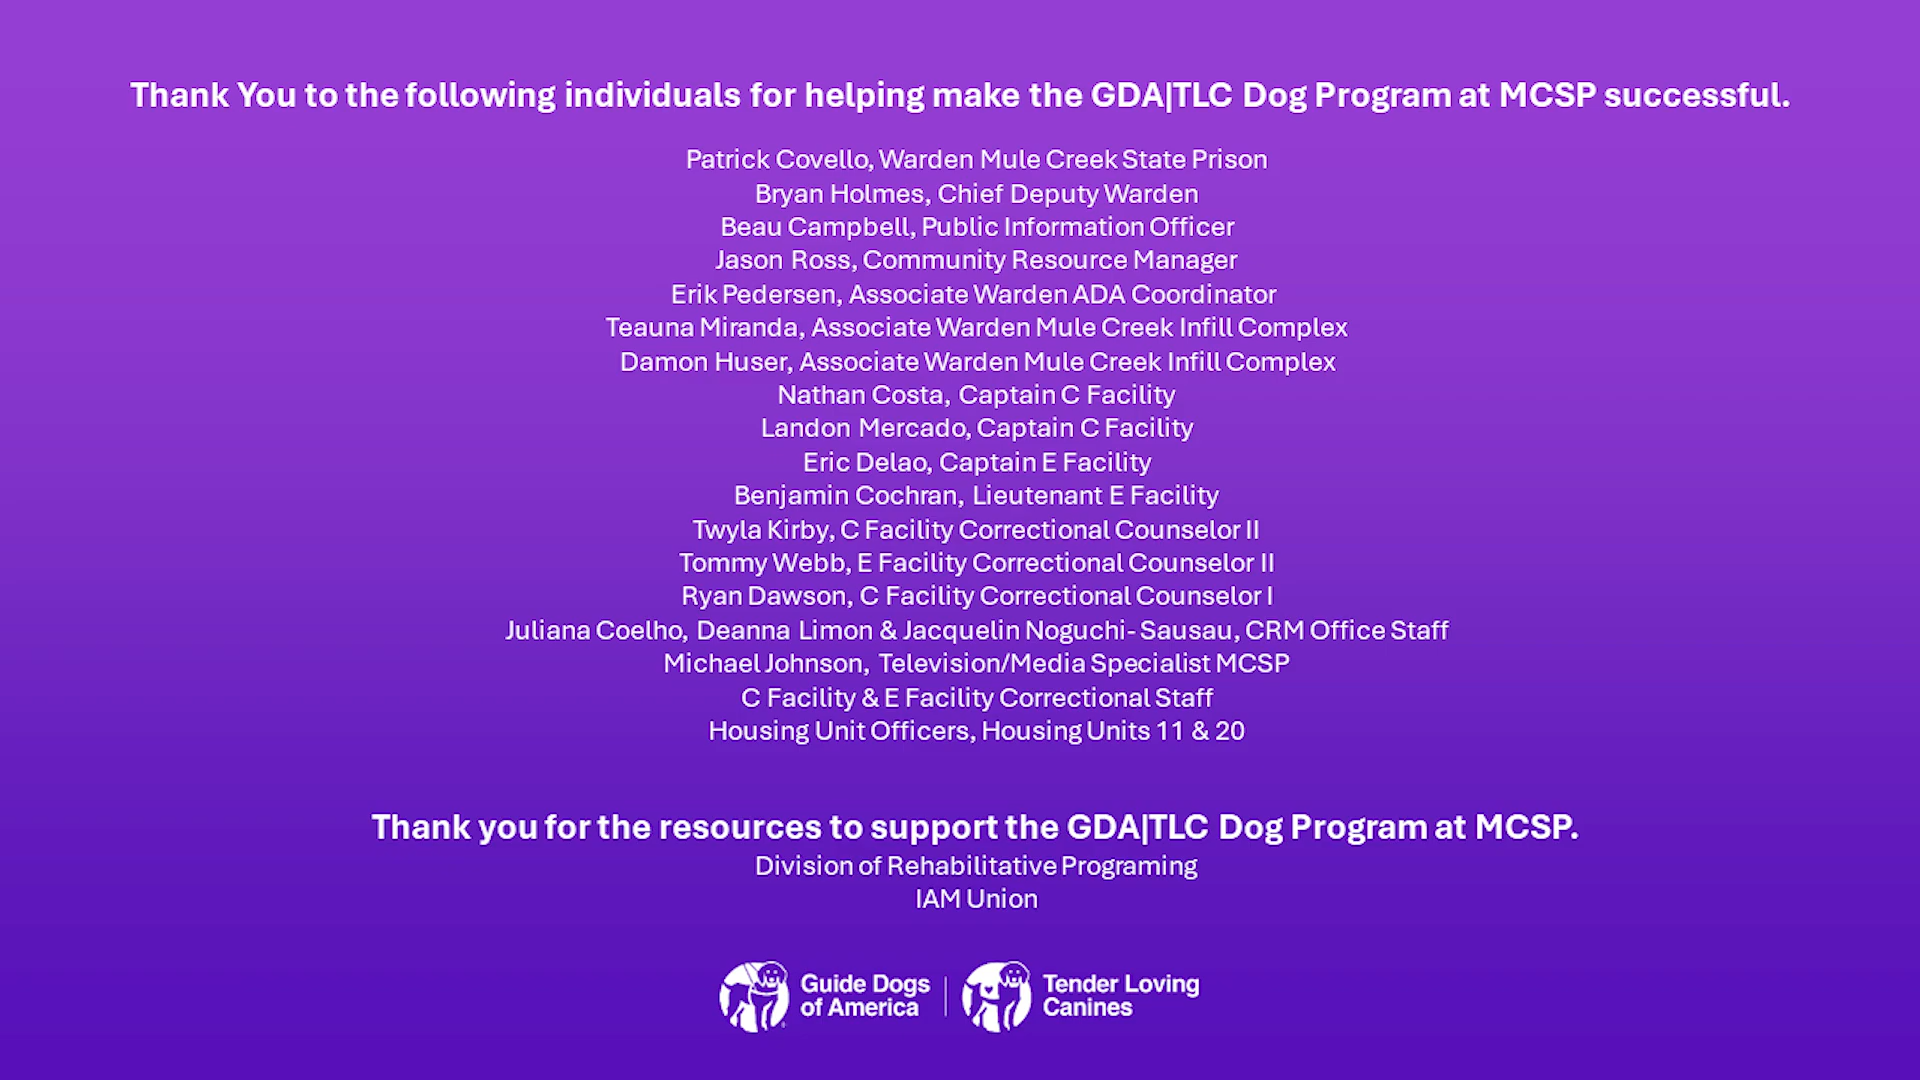 Thank You to the following individuals for helping make the GDA|TLC Dog Program at MCSP successful.
Patrick Covello, Warden Mule Creek State Prison
Bryan Holmes, Chief Deputy Warden
Beau Campbell, Public Information Officer
Jason Ross, Community Resource Manager
Erik Pedersen, Associate Warden ADA Coordinator
Teauna Miranda, Associate Warden Mule Creek Infill Complex
Damon Huser, Associate Warden Mule Creek Infill Complex
Nathan Costa, Captain C Facility
Landon Mercado, Captain C Facility
Eric Delao, Captain E Facility
Benjamin Cochran, Lieutenant E Facility
Twyla Kirby, C Facility Correctional Counselor II
Tommy Webb, E Facility Correctional Counselor II
Ryan Dawson, C Facility Correctional Counselor I
Juliana Coelho, Deanna Limon & Jacquelin Noguchi-Sausau, CRM Office Staff
Michael Johnson, Television/Media Specialist MCSP
C Facility & E Facility Correctional Staff
Housing Unit Officers, Housing Units 11 & 20
Thank you for the resources to support the GDA|TLC Dog Program at MCSP.
Division of Rehabilitative Programing
IAM Union
Guide Dogs
of America
Tender Loving
Canines